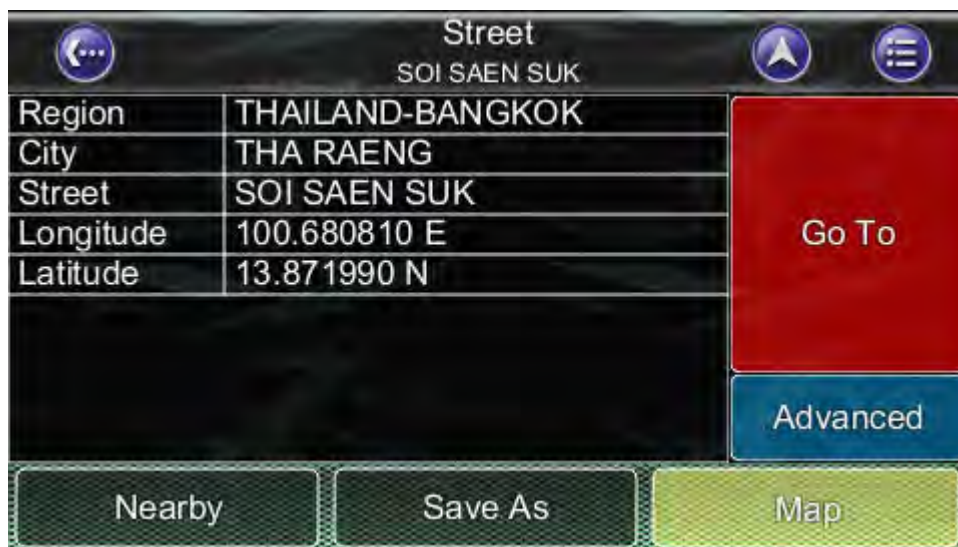 Street
SOI SAEN SUK
Region THAILAND-BANGKOK
City THA RAENG
Street SOI SAEN SUK
Longitude 100.680810 E
Latitude 13.871990 N
Go To
Advanced
Nearby Save As Map